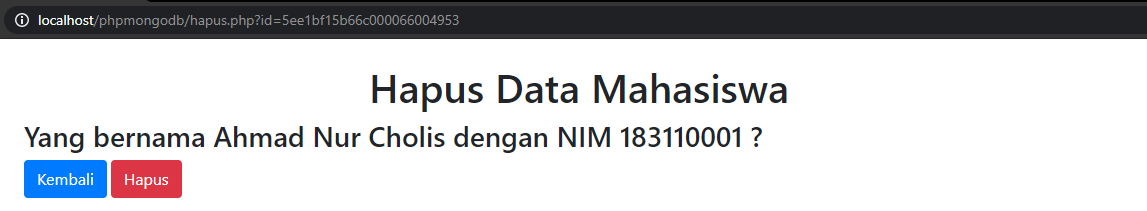 localhost/phpmongodb/hapus.php?id=5ee1bf15b66c000066004953
Hapus Data Mahasiswa
Yang bernama Ahmad Nur Cholis dengan NIM 183110001 ?
Kembali Hapus